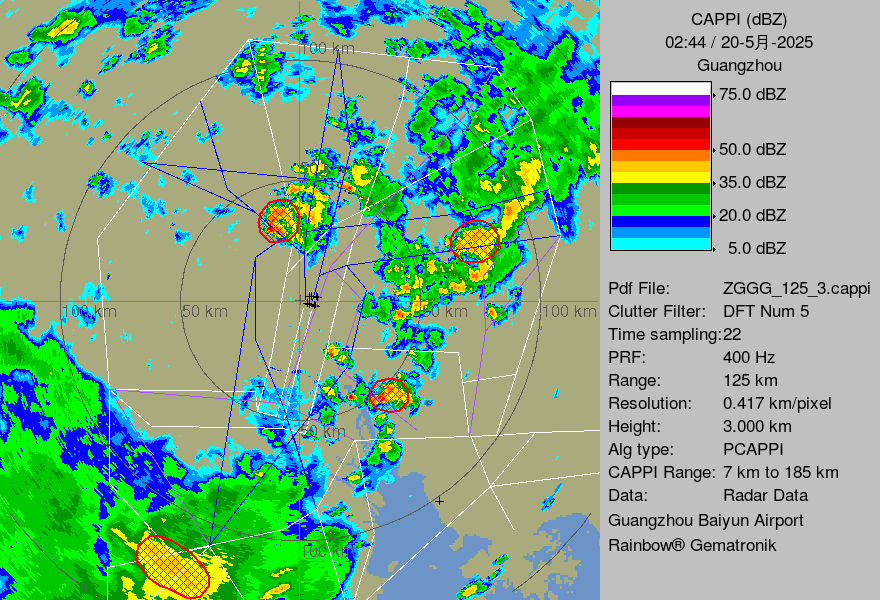 CAPPI (dBZ)
02:44 / 20-5月-2025
Guangzhou
75.0 dBZ
50.0 dBZ
35.0 dBZ
20.0 dBZ
5.0 dBZ
Pdf File: ZGGG_125_3.cappi
Clutter Filter: DFT Num 5
Time sampling:22
PRF: 400 Hz
Range: 125 km
Resolution: 0.417 km/pixel
Height: 3.000 km
Alg type: PCAPPI
CAPPI Range: 7 km to 185 km
Data: Radar Data
Guangzhou Baiyun Airport
Rainbow® Gematronik
100 km
100 km
50 km
50 km
100 km
50 km
100 km